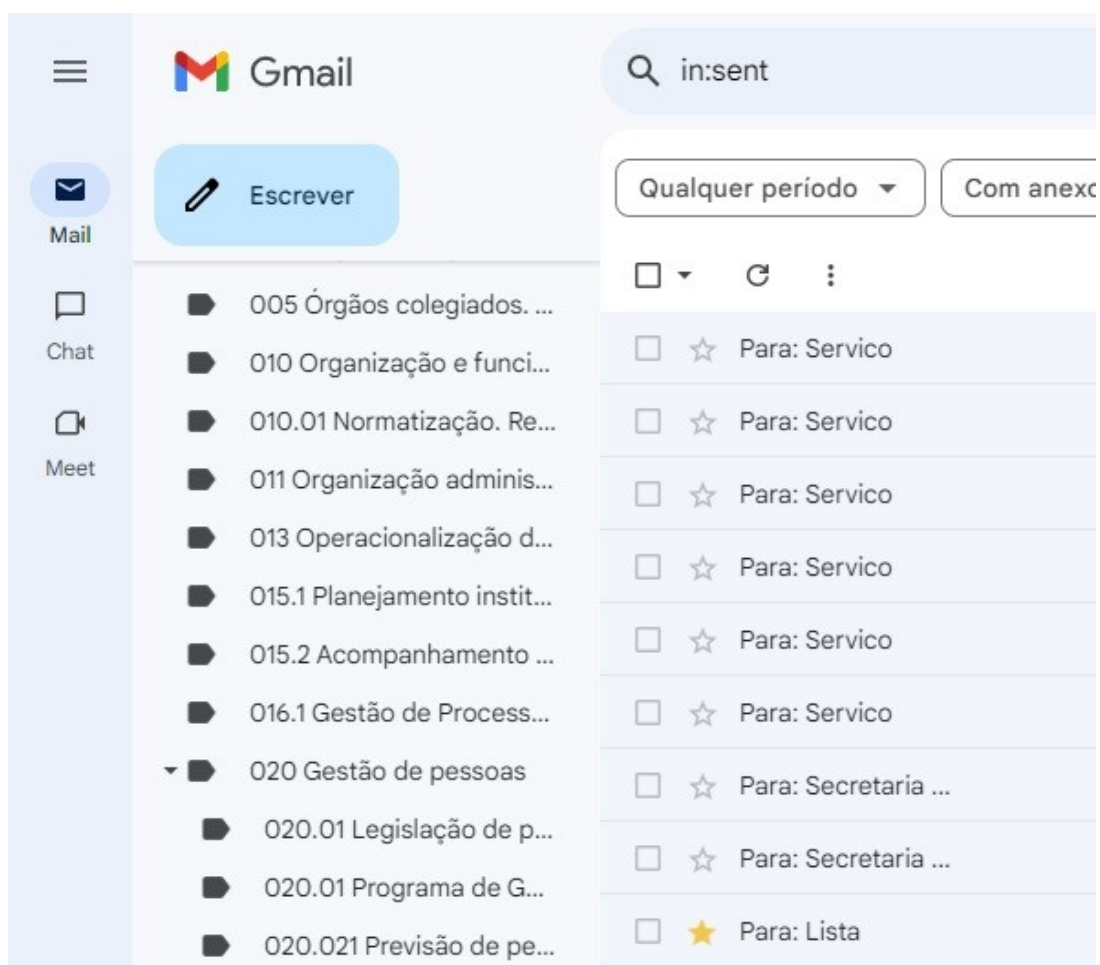 Gmail
in:sent
Escrever
Qualquer período
Com anexo
Mail
Chat
Meet
005 Órgãos colegiados. ...
010 Organização e funci...
010.01 Normatização. Re...
011 Organização adminis...
013 Operacionalização d...
015.1 Planejamento instit...
015.2 Acompanhamento ...
016.1 Gestão de Process...
020 Gestão de pessoas
020.01 Legislação de p...
020.01 Programa de G...
020.021 Previsão de pe...
Para: Servico
Para: Servico
Para: Servico
Para: Servico
Para: Servico
Para: Servico
Para: Secretaria ...
Para: Secretaria ...
Para: Lista